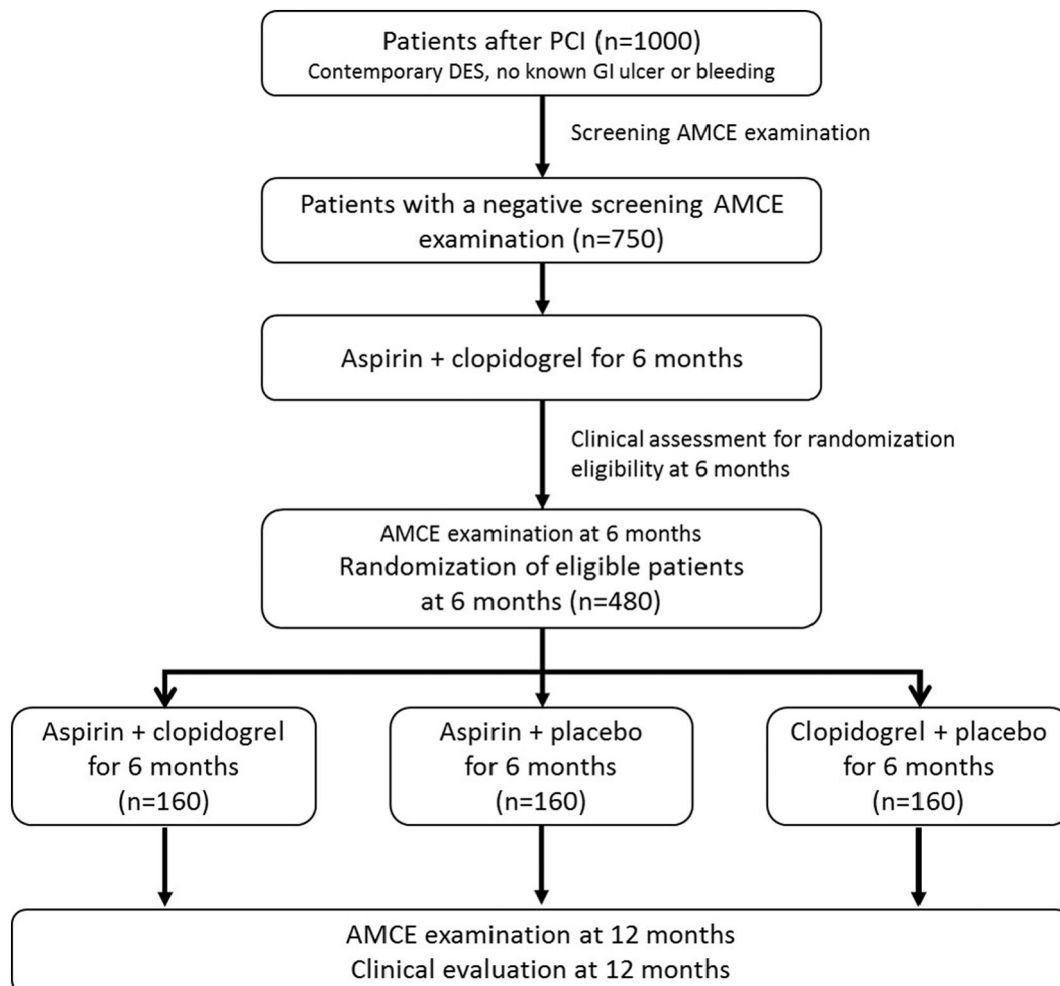 Patients after PCI (n=1000)
Contemporary DES, no known GI ulcer or bleeding
Screening AMCE examination
Patients with a negative screening AMCE
examination (n=750)
Aspirin + clopidogrel for 6 months
Clinical assessment for randomization
eligibility at 6 months
AMCE examination at 6 months
Randomization of eligible patients
at 6 months (n=480)
Aspirin + clopidogrel
for 6 months
(n=160)
Aspirin + placebo
for 6 months
(n=160)
Clopidogrel + placebo
for 6 months
(n=160)
AMCE examination at 12 months
Clinical evaluation at 12 months